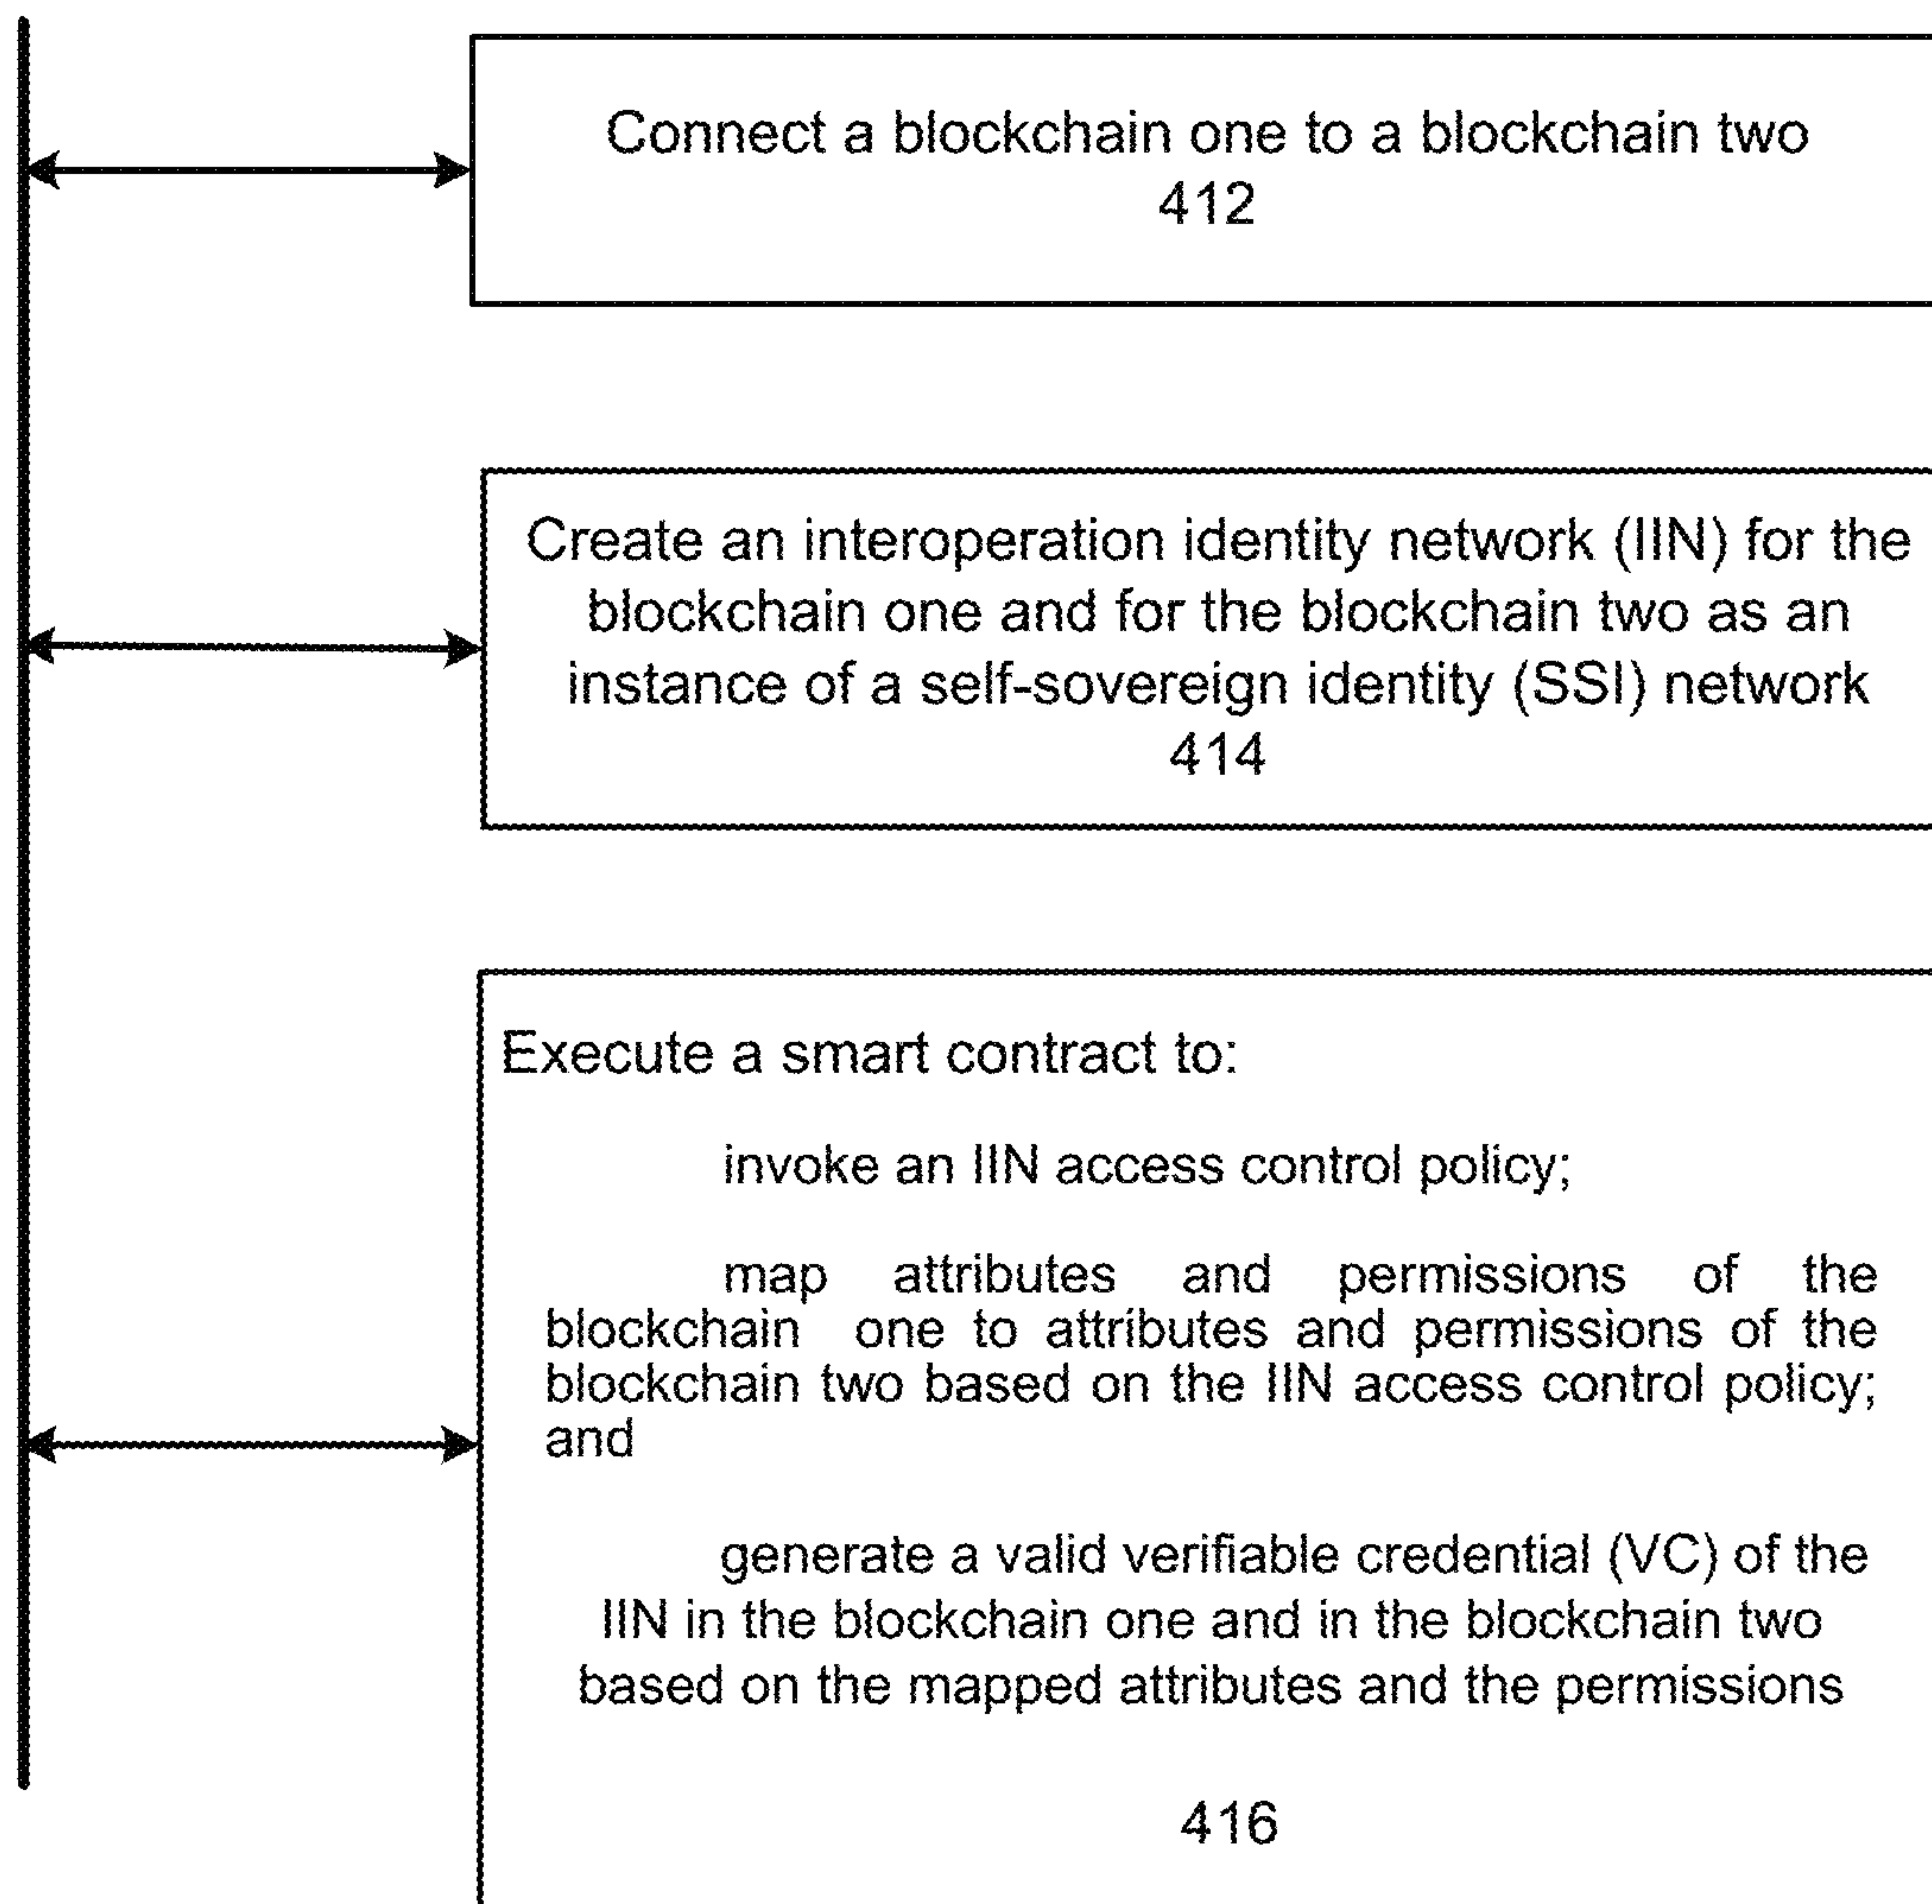 Connect a blockchain one to a blockchain two
412
Create an interoperation identity network (IIN) for the
blockchain one and for the blockchain two as an
instance of a self-sovereign identity (SSI) network
414
Execute a smart contract to:
invoke an IIN access control policy;
map attributes and permissions of the
blockchain one to attributes and permissions of the
blockchain two based on the IIN access control policy;
and
generate a valid verifiable credential (VC) of the
IIN in the blockchain one and in the blockchain two
based on the mapped attributes and the permissions
416